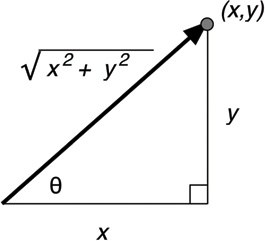 (x,y)
√x² + y²
y
θ
x